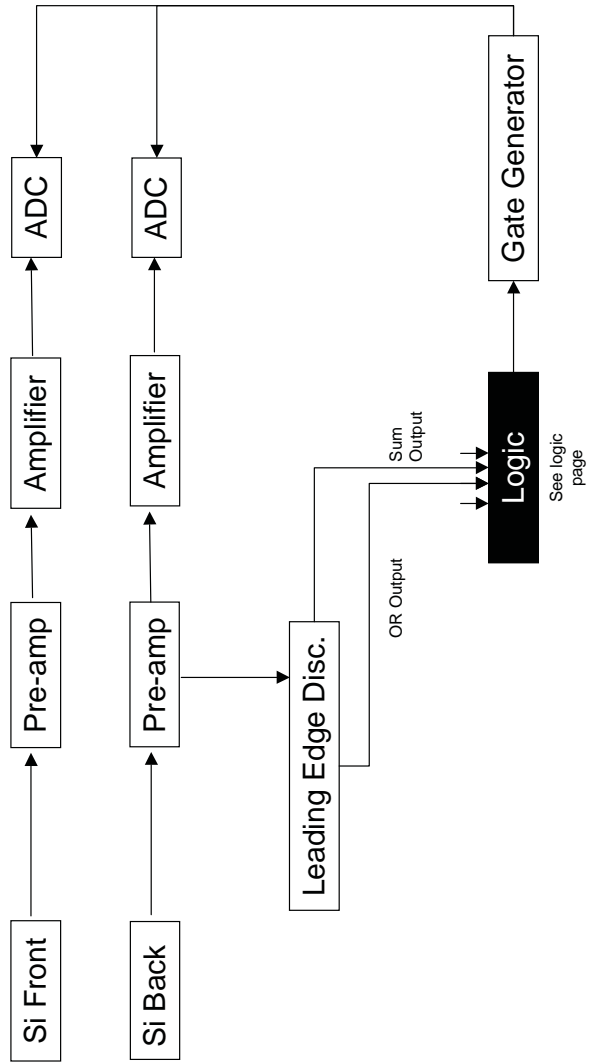 Si Front
Pre-amp
Amplifier
ADC
Si Back
Pre-amp
Amplifier
ADC
Leading Edge Disc.
Sum
Output
OR Output
Logic
See logic
page
Gate Generator